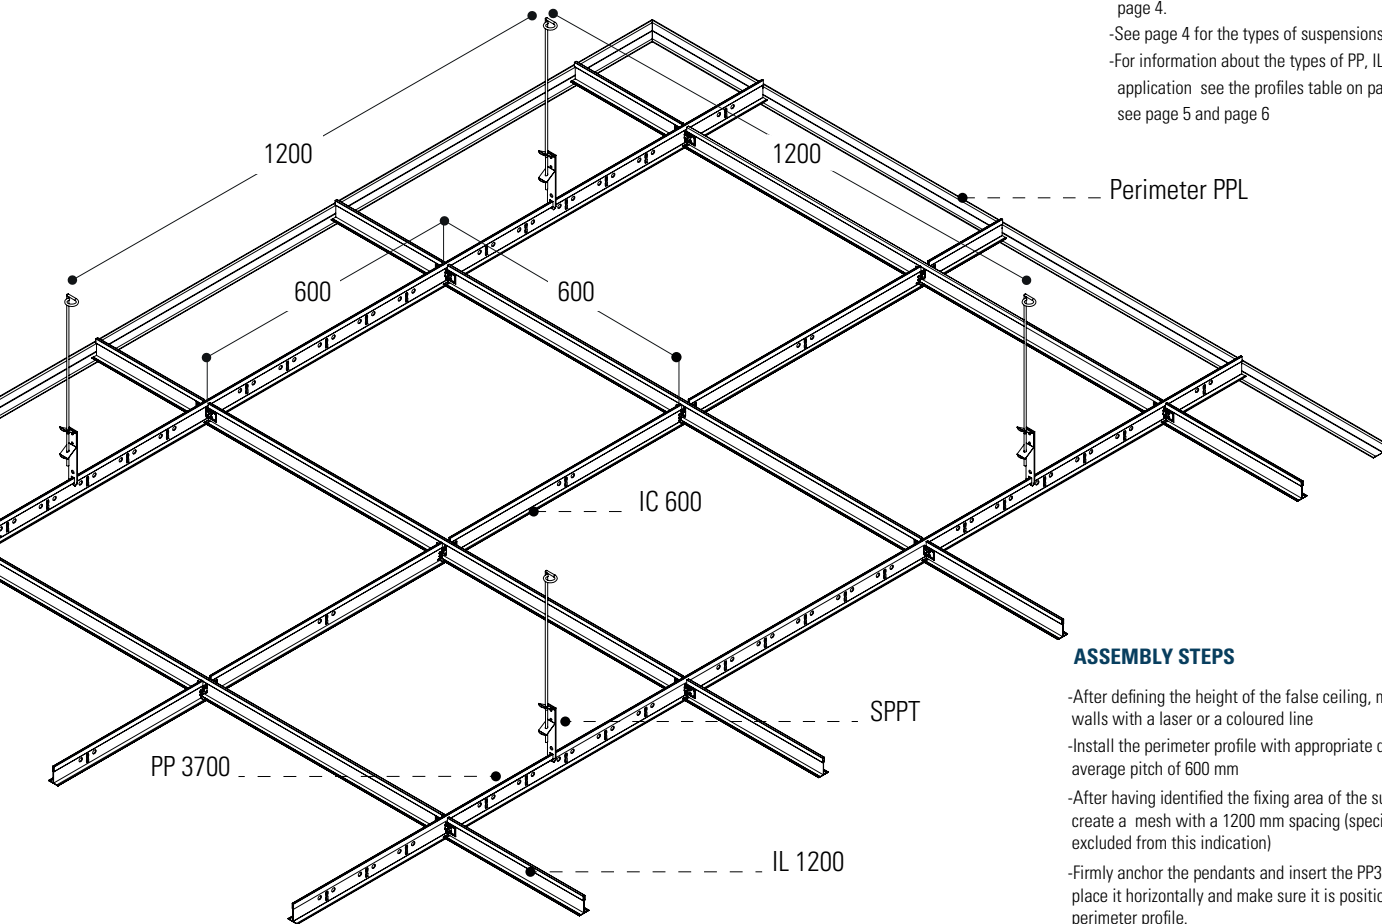 page 4.
-See page 4 for the types of suspensions
-For information about the types of PP, IL
application see the profiles table on pa
see page 5 and page 6
1200
1200
Perimeter PPL
600
600
IC 600
SPPT
PP 3700
IL 1200
ASSEMBLY STEPS
-After defining the height of the false ceiling, m
walls with a laser or a coloured line
-Install the perimeter profile with appropriate
average pitch of 600 mm
-After having identified the fixing area of the su
create a mesh with a 1200 mm spacing (speci
excluded from this indication)
-Firmly anchor the pendants and insert the PP3
place it horizontally and make sure it is position
perimeter profile.